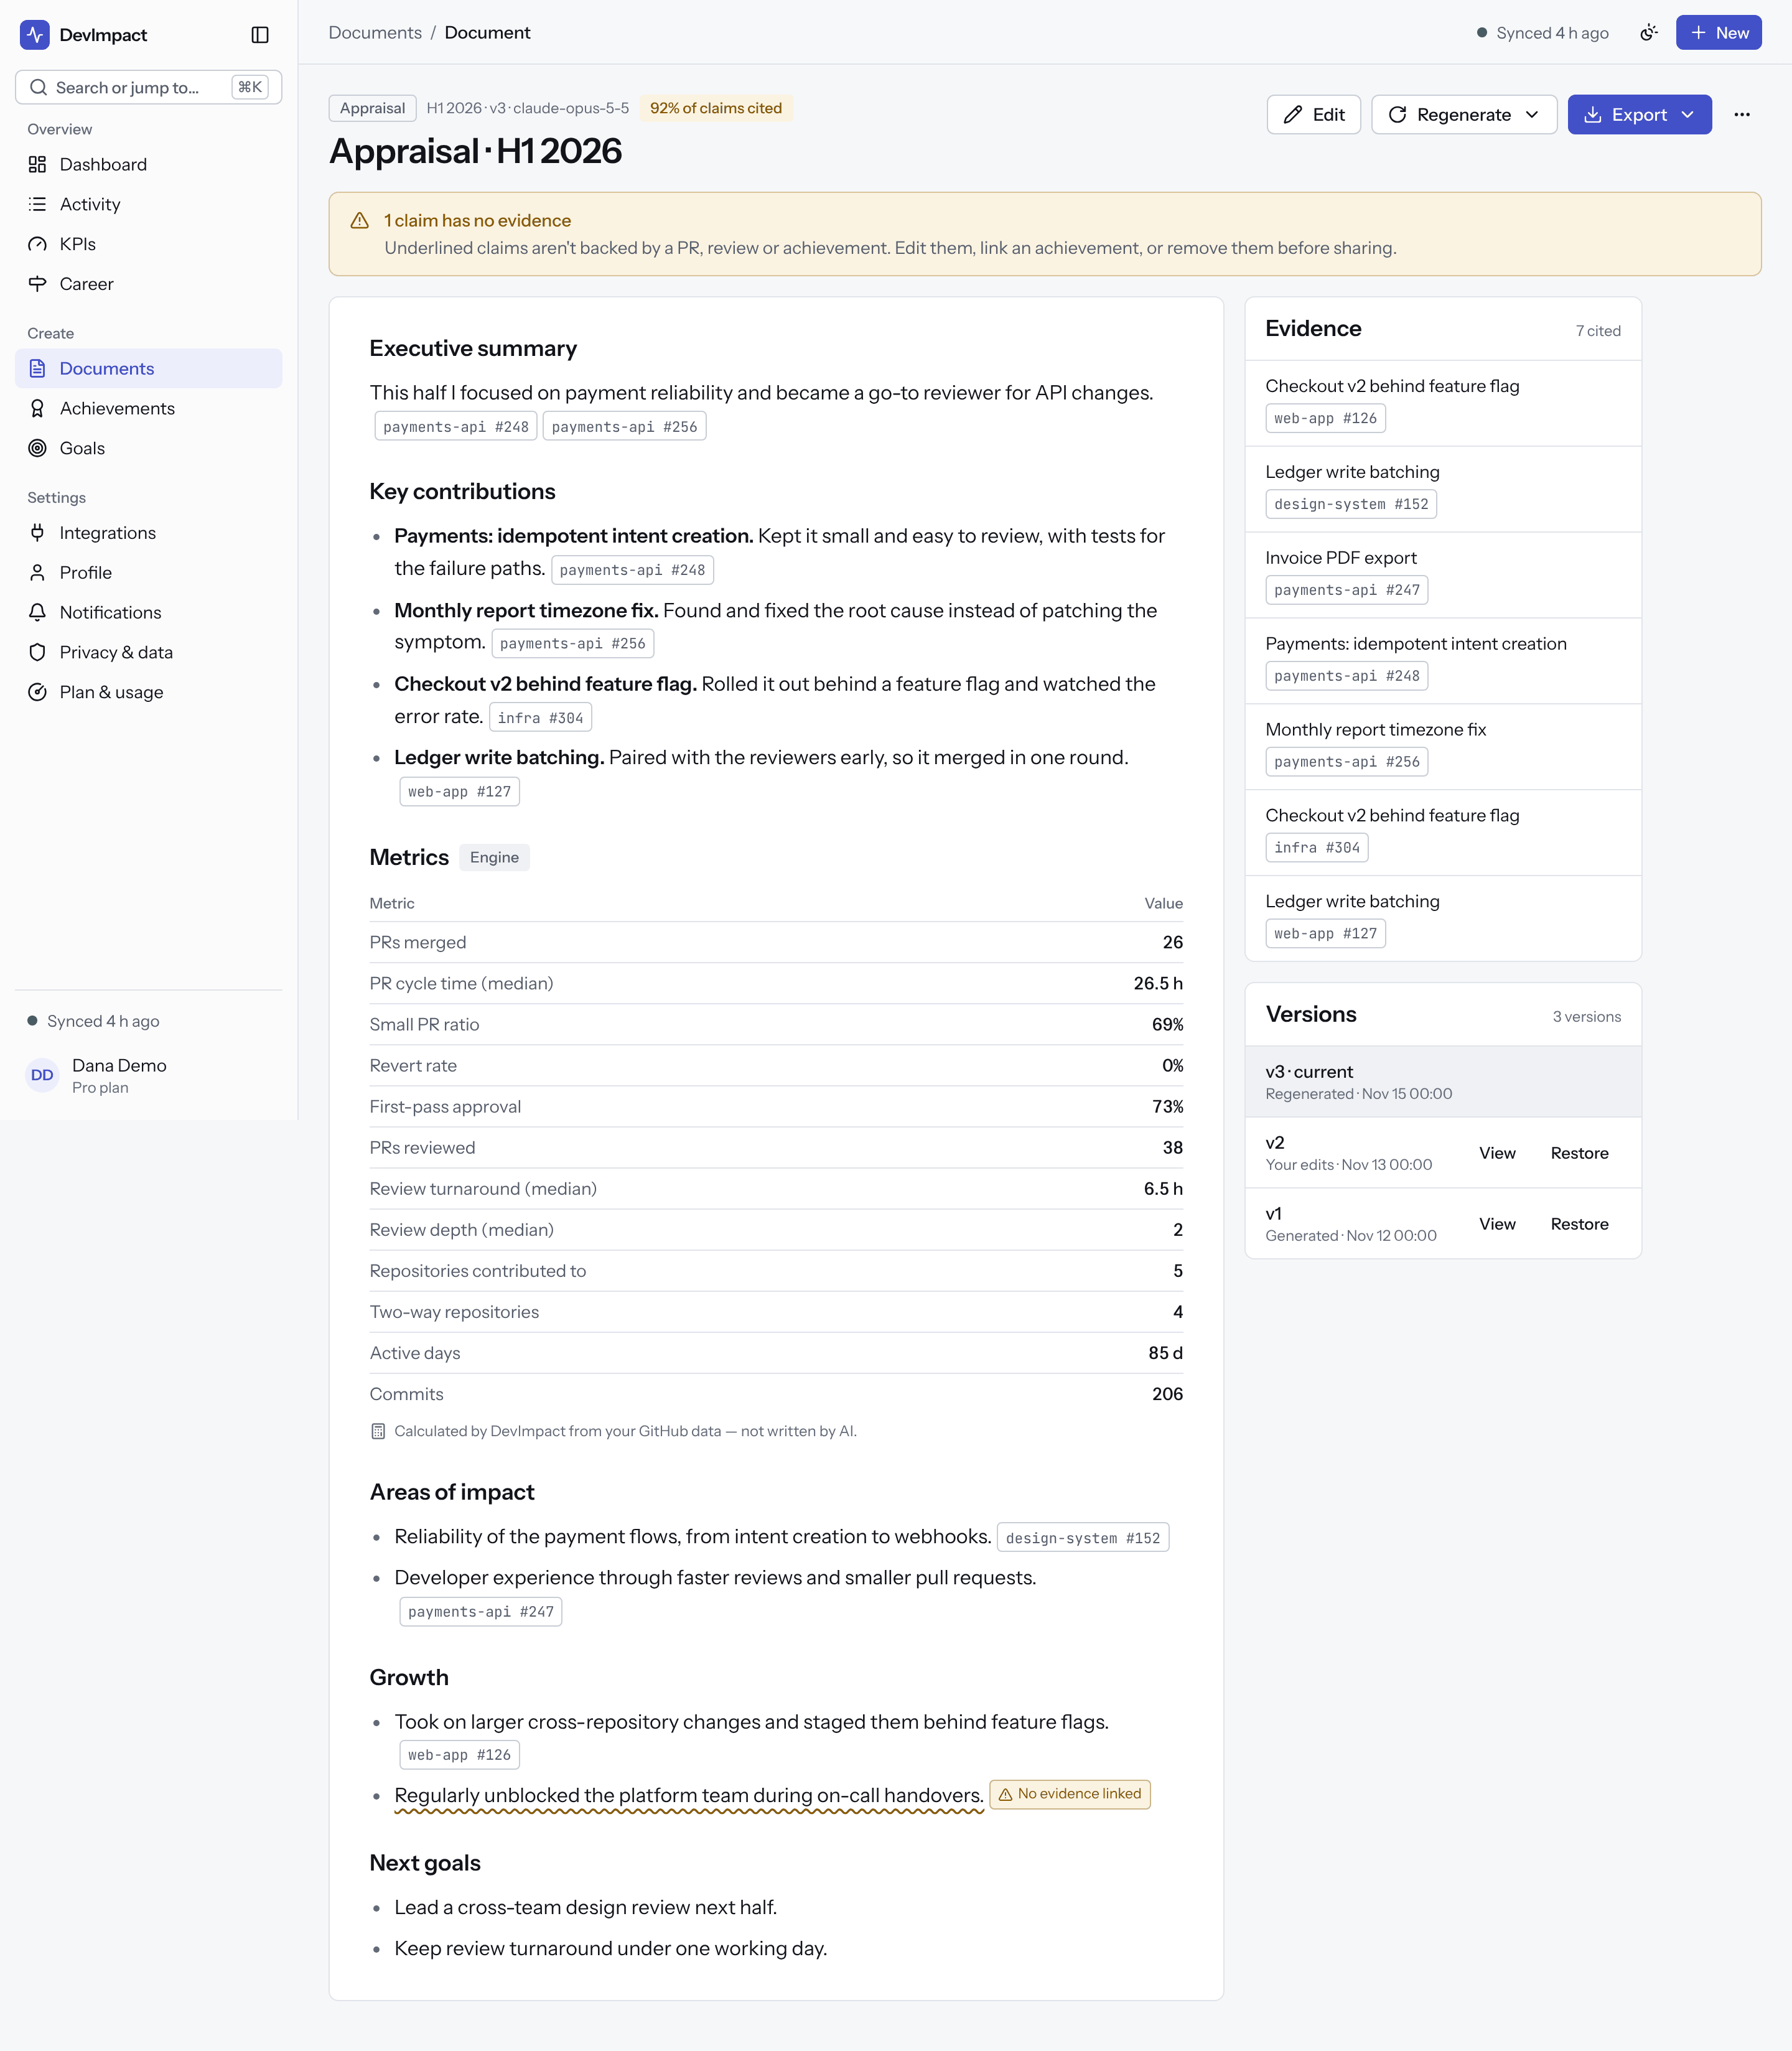 DevImpact
Search or jump to... ⌘K
Overview
Dashboard
Activity
KPIs
Career
Create
Documents
Achievements
Goals
Settings
Integrations
Profile
Notifications
Privacy & data
Plan & usage
Synced 4 h ago
DD
Dana Demo
Pro plan
Documents / Document
Synced 4 h ago
New
Appraisal
H1 2026 · v3 · claude-opus-5-5
92% of claims cited
Appraisal · H1 2026
Edit
Regenerate
Export
1 claim has no evidence
Underlined claims aren't backed by a PR, review or achievement. Edit them, link an achievement, or remove them before sharing.
Executive summary
This half I focused on payment reliability and became a go-to reviewer for API changes.
payments-api #248 payments-api #256
Key contributions
Payments: idempotent intent creation. Kept it small and easy to review, with tests for
the failure paths. payments-api #248
Monthly report timezone fix. Found and fixed the root cause instead of patching the
symptom. payments-api #256
Checkout v2 behind feature flag. Rolled it out behind a feature flag and watched the
error rate. infra #304
Ledger write batching. Paired with the reviewers early, so it merged in one round.
web-app #127
Metrics Engine
Metric Value
PRs merged 26
PR cycle time (median) 26.5 h
Small PR ratio 69%
Revert rate 0%
First-pass approval 73%
PRs reviewed 38
Review turnaround (median) 6.5 h
Review depth (median) 2
Repositories contributed to 5
Two-way repositories 4
Active days 85 d
Commits 206
Calculated by DevImpact from your GitHub data — not written by AI.
Areas of impact
Reliability of the payment flows, from intent creation to webhooks. design-system #152
Developer experience through faster reviews and smaller pull requests.
payments-api #247
Growth
Took on larger cross-repository changes and staged them behind feature flags.
web-app #126
Regularly unblocked the platform team during on-call handovers. No evidence linked
Next goals
Lead a cross-team design review next half.
Keep review turnaround under one working day.
Evidence 7 cited
Checkout v2 behind feature flag
web-app #126
Ledger write batching
design-system #152
Invoice PDF export
payments-api #247
Payments: idempotent intent creation
payments-api #248
Monthly report timezone fix
payments-api #256
Checkout v2 behind feature flag
infra #304
Ledger write batching
web-app #127
Versions 3 versions
v3 · current
Regenerated · Nov 15 00:00
v2
Your edits · Nov 13 00:00
View Restore
v1
Generated · Nov 12 00:00
View Restore